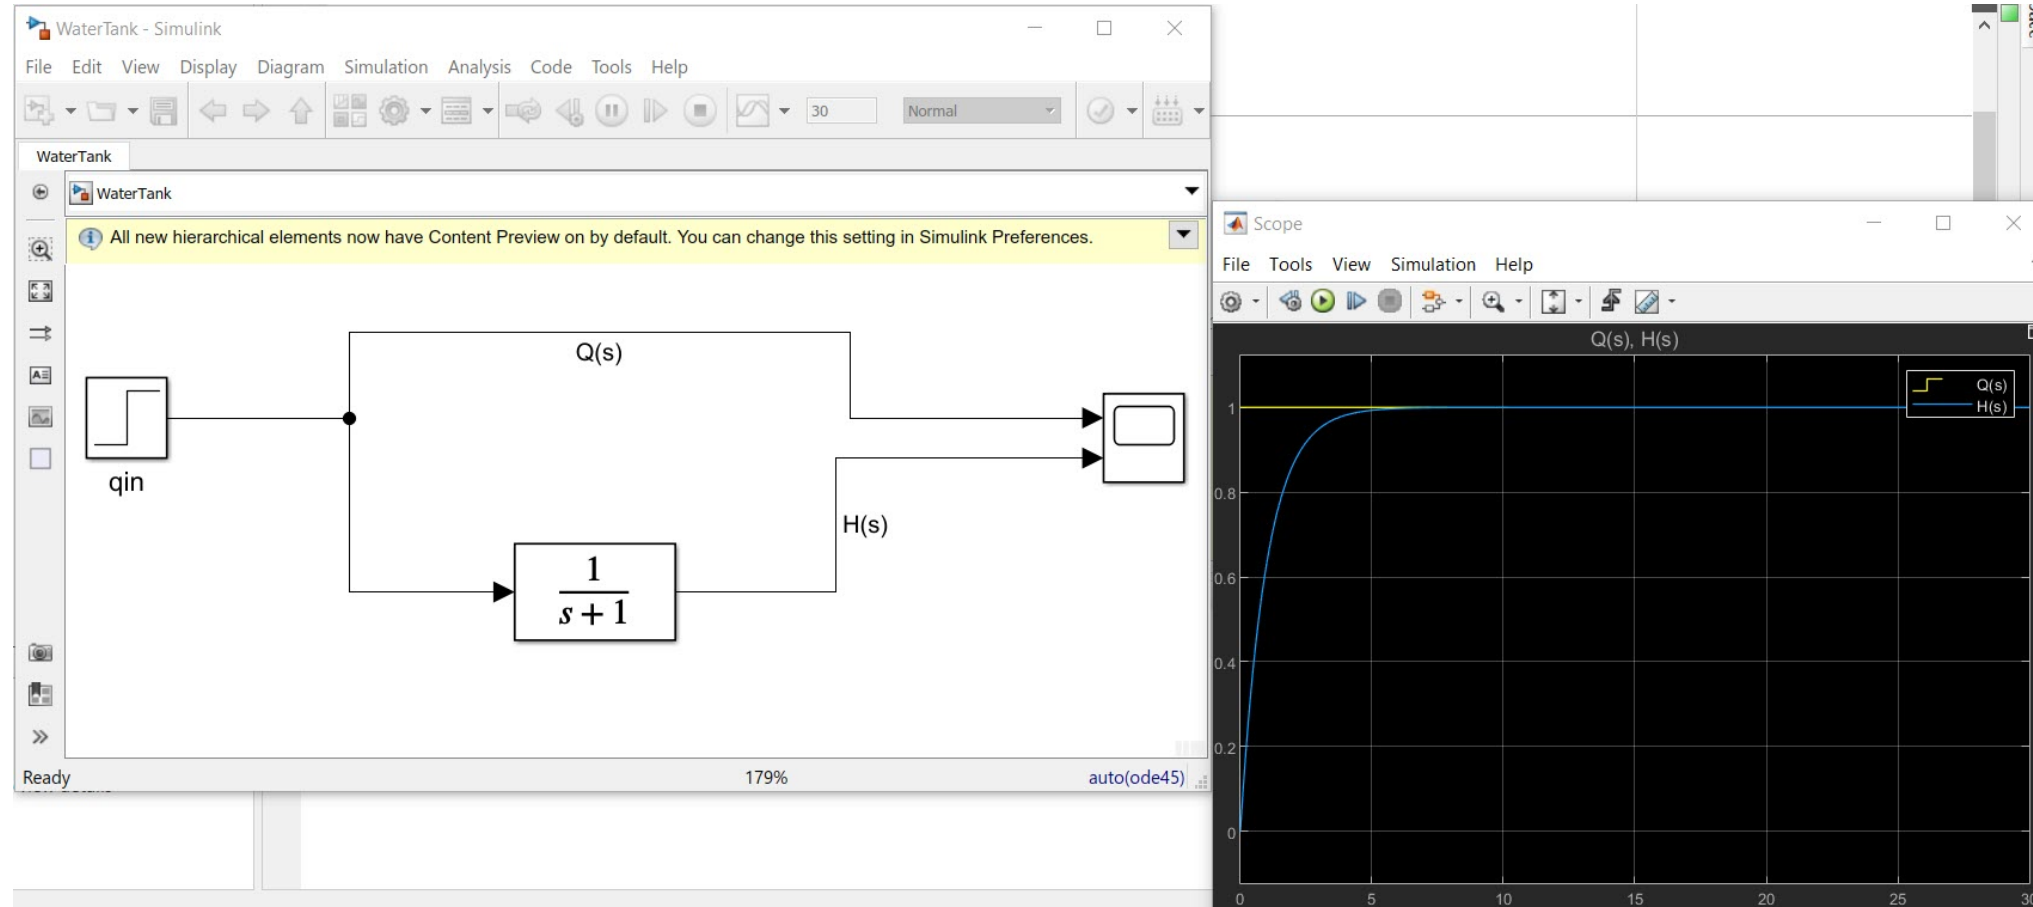 WaterTank - Simulink
File Edit View Display Diagram Simulation Analysis Code Tools Help
30 Normal
WaterTank
WaterTank
All new hierarchical elements now have Content Preview on by default. You can change this setting in Simulink Preferences.
Q(s)
qin
H(s)
1
s + 1
Ready 179% auto(ode45)
Scope
File Tools View Simulation Help
Q(s), H(s)
Q(s)
H(s)
1
0.8
0.6
0.4
0.2
0
0 5 10 15 20 25